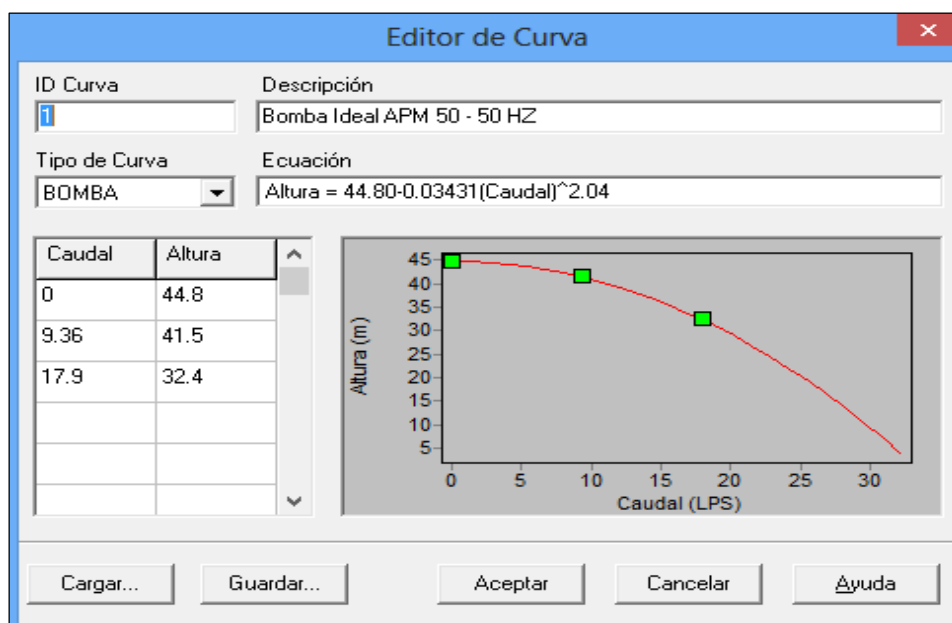 Editor de Curva
ID Curva
Descripción
1
Bomba Ideal APM 50 - 50 HZ
Tipo de Curva
Ecuación
BOMBA
Altura = 44.80-0.03431(Caudal)^2.04
Caudal Altura
0 44.8
9.36 41.5
17.9 32.4
Altura (m)
45
40
35
30
25
20
15
10
5
0 5 10 15 20 25 30
Caudal (LPS)
Cargar... Guardar... Aceptar Cancelar Ayuda